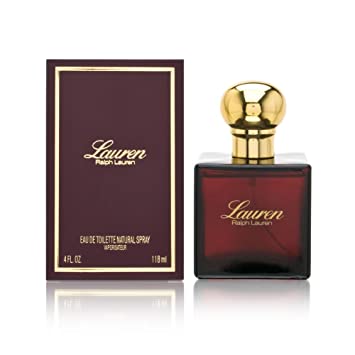 Lauren
Ralph Lauren
EAU DE TOILETTE NATURAL SPRAY
VAPORISATEUR
4 FL. OZ
118 ml
Lauren
Ralph Lauren